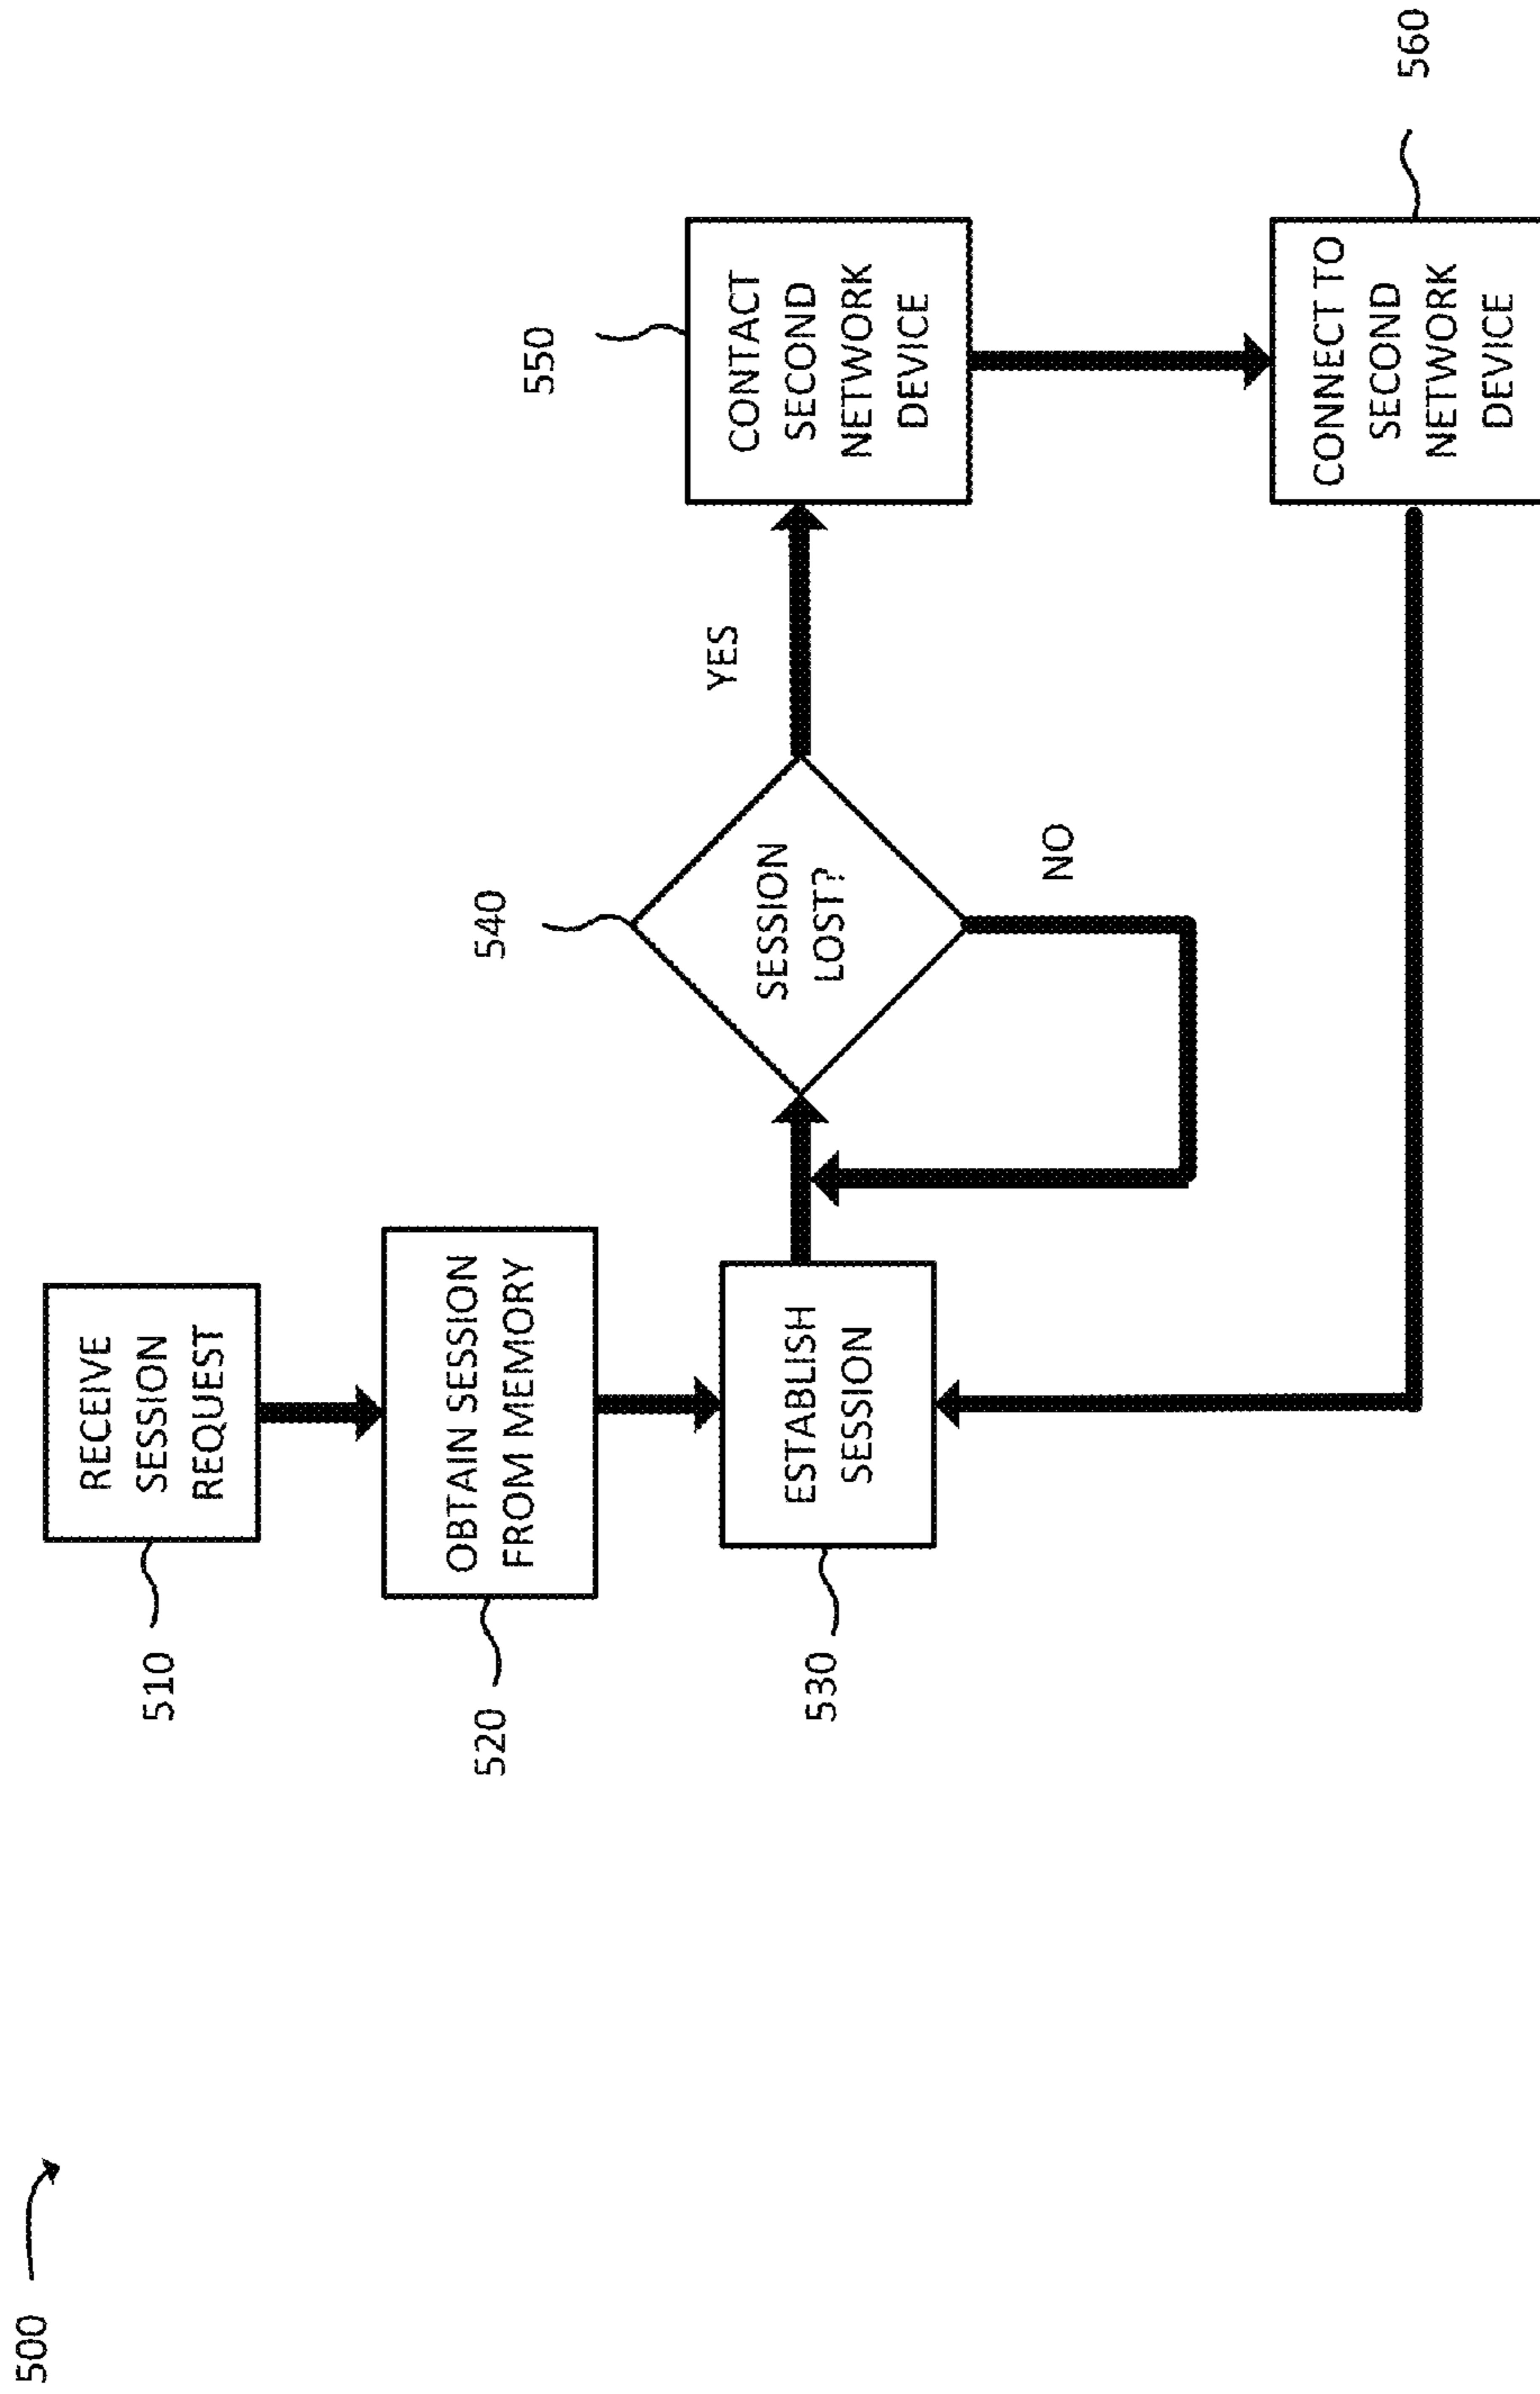 500
510
RECEIVE
SESSION
REQUEST
520
OBTAIN SESSION
FROM MEMORY
530
ESTABLISH
SESSION
540
SESSION
LOST?
YES
NO
550
CONTACT
SECOND
NETWORK
DEVICE
560
CONNECT TO
SECOND
NETWORK
DEVICE